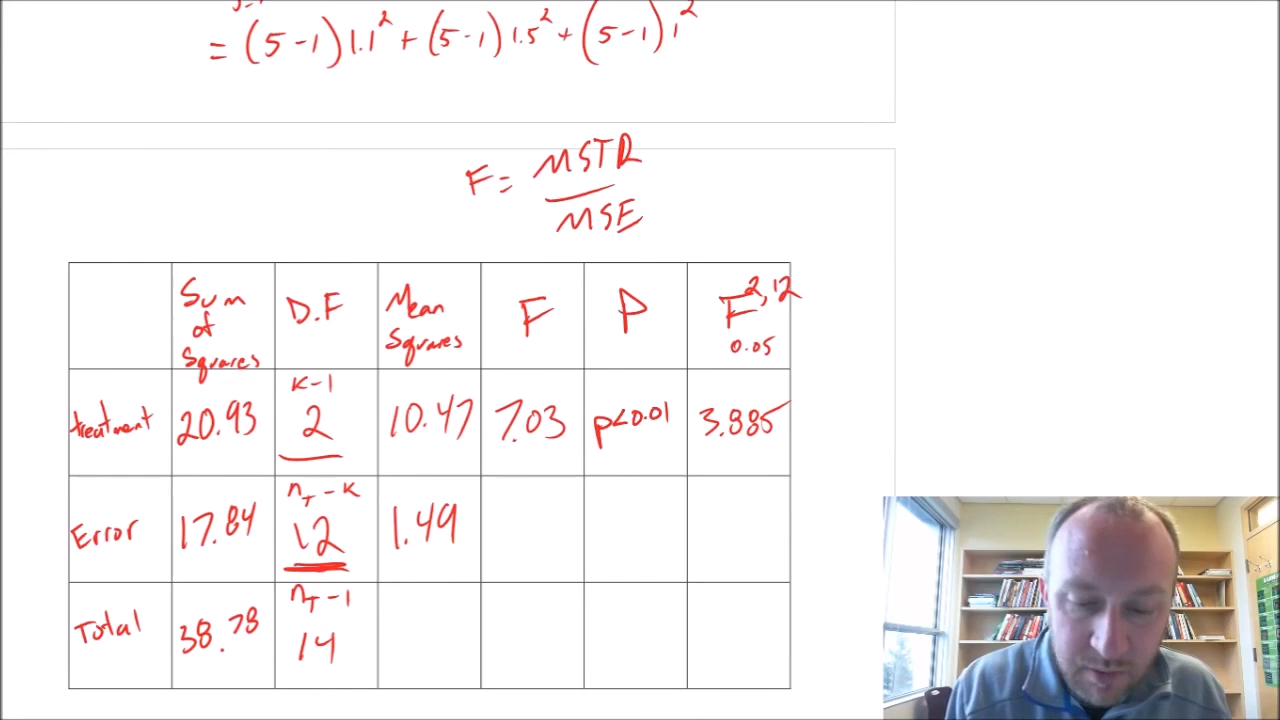 = (5-1)1.1² + (5-1)1.5² + (5-1)1²
F = MSTR
MSE
Sum of Squares D.F Mean Squares F P F 2,12 0.05
treatment 20.93 K-1 2 10.47 7.03 p<0.01 3.885
Error 17.84 nT-K 12 1.49
Total 38.78 nT-1 14